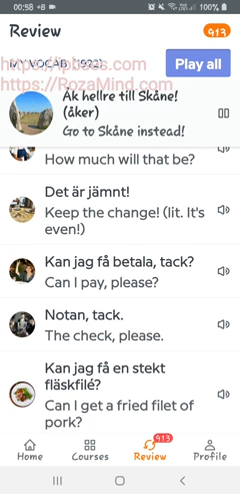 00:58 +B
100%
Review
913
MY VOCAB (1922)
Play all
https://RozaMind.com
Åk hellre till Skåne!
(åker)
Go to Skåne instead!
How much will that be?
Det är jämnt!
Keep the change! (lit. It's
even!)
Kan jag få betala, tack?
Can I pay, please?
Notan, tack.
The check, please.
Kan jag få en stekt
fläskfilé?
Can I get a fried filet of
pork?
913
Home
Courses
Review
Profile